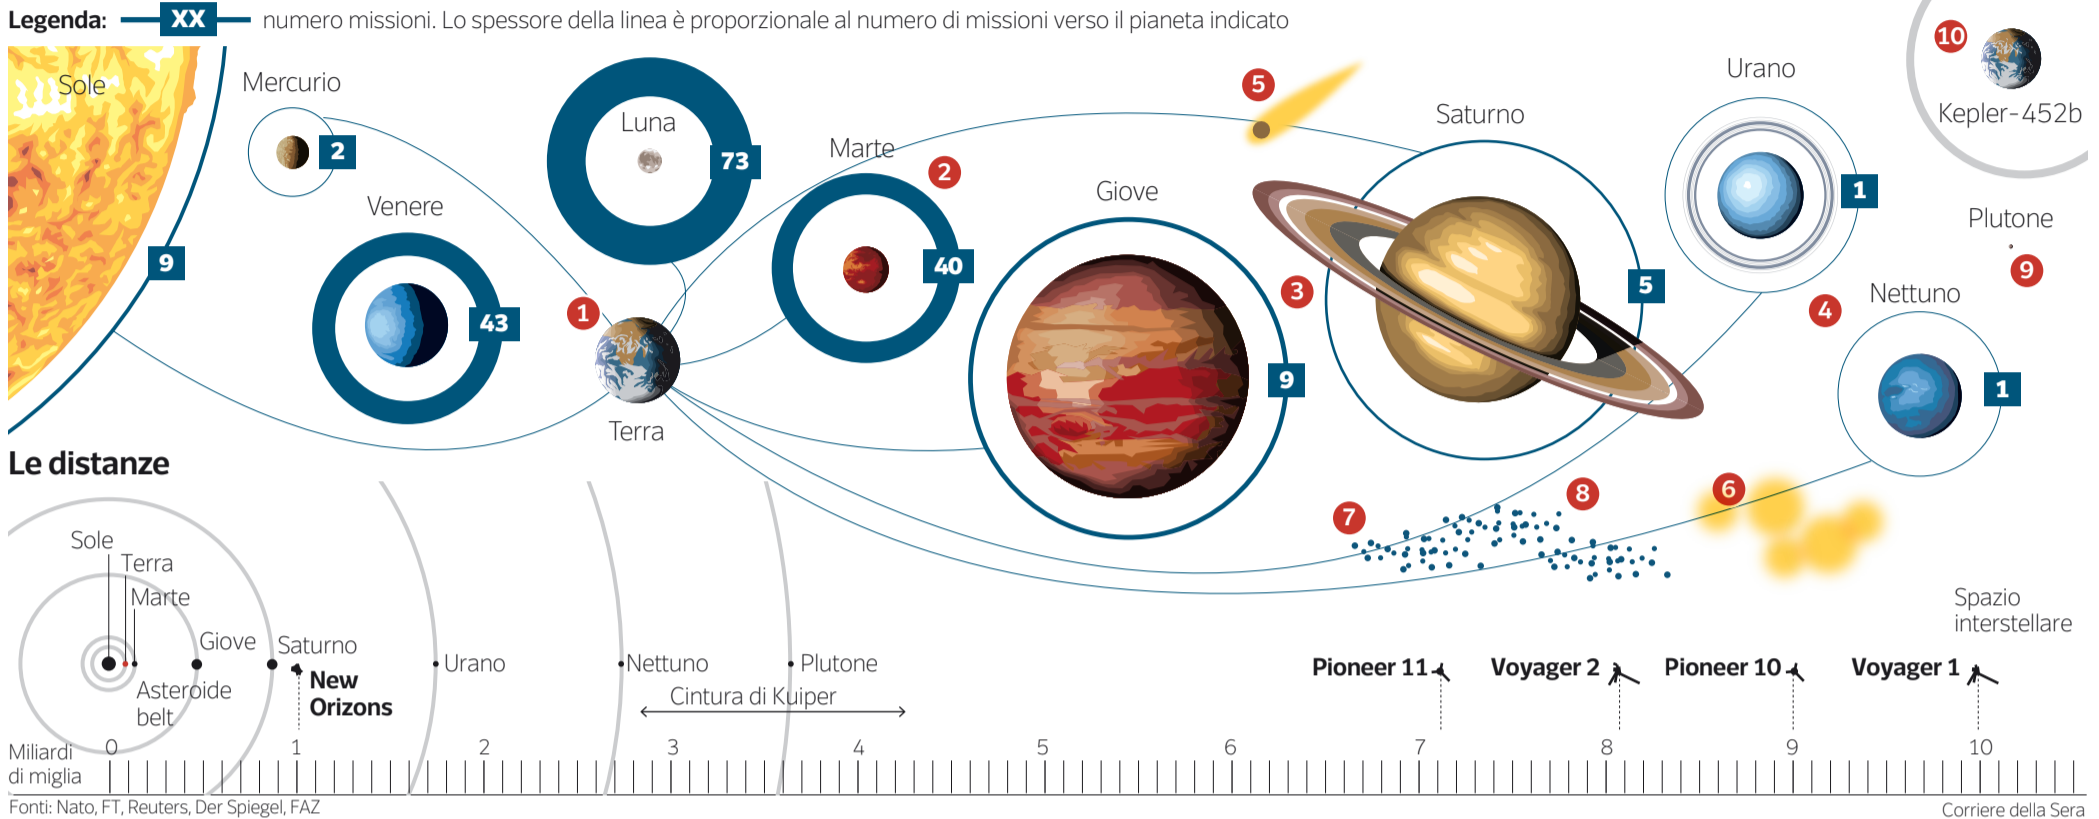 Legenda: XX numero missioni. Lo spessore della linea è proporzionale al numero di missioni verso il pianeta indicato
Sole
9
Mercurio
2
Venere
43
Luna
73
1
Terra
Marte
2
40
Giove
9
5
Saturno
3
5
Urano
1
10
Kepler-452b
Plutone
9
4
Nettuno
1
7
8
6
Le distanze
Sole
Terra
Marte
Asteroide
belt
Giove
Saturno
New
Orizons
Urano
Nettuno
Plutone
Cintura di Kuiper
Pioneer 11
Voyager 2
Pioneer 10
Voyager 1
Spazio
interstellare
Miliardi
di miglia
0 1 2 3 4 5 6 7 8 9 10
Fonti: Nato, FT, Reuters, Der Spiegel, FAZ
Corriere della Sera